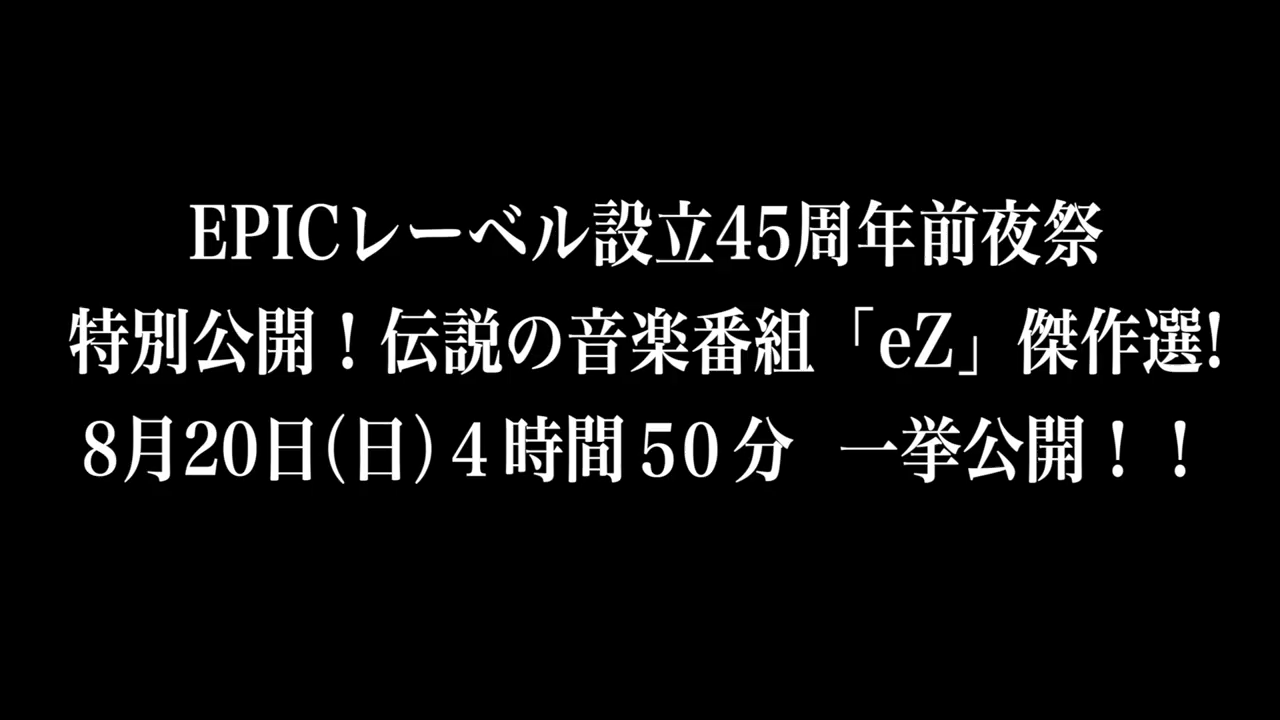 EPICレーベル設立45周年前夜祭
特別公開！伝説の音楽番組「eZ」傑作選!
8月20日(日)４時間５０分　一挙公開！！